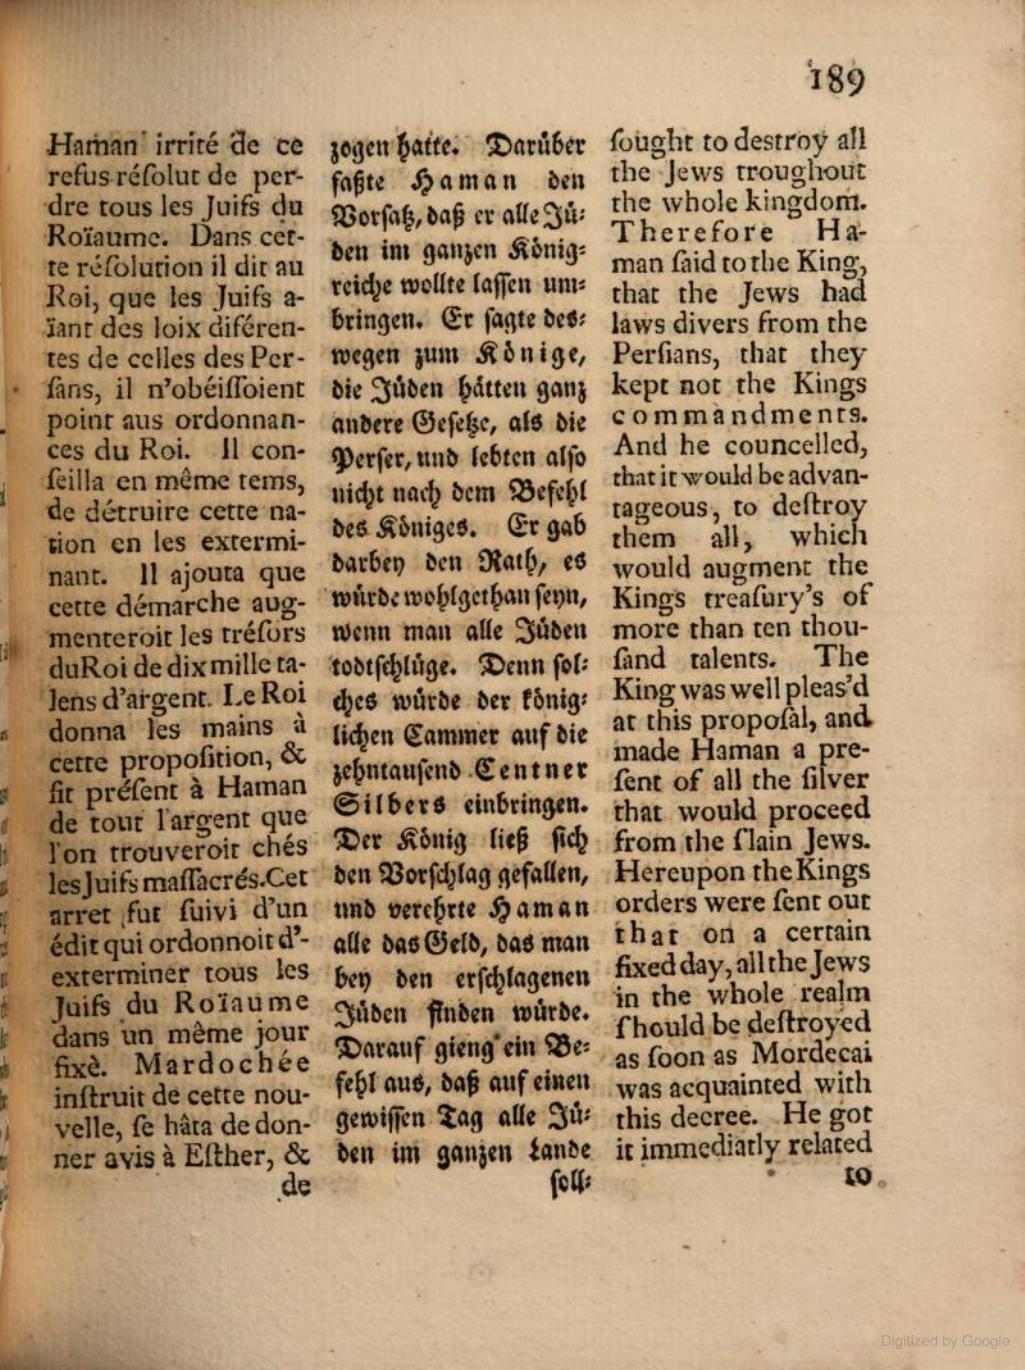 189
Haman irrité de ce
refus réſolut de per-
dre tous les Juifs du
Roïaume. Dans cet-
te réſolution il dit au
Roi, que les Juifs a-
ïant des loix diféren-
tes de celles des Per-
ſans, il n'obéiſſoient
point aus ordonnan-
ces du Roi. Il con-
ſeilla en même tems,
de détruire cette na-
tion en les extermi-
nant. Il ajouta que
cette démarche aug-
menteroit les tréſors
du Roi de dix mille ta-
lens d'argent. Le Roi
donna les mains à
cette propoſition, &
fit préſent à Haman
de tout l'argent que
l'on trouveroit chés
les Juifs maſſacrés. Cet
arret fut ſuivi d'un
édit qui ordonnoit d'-
exterminer tous les
Juifs du Roïaume
dans un même jour
fixè. Mardochée
inſtruit de cette nou-
velle, ſe hâta de don-
ner avis à Eſther, &
de
zogen hatte. Darüber
faßte Haman den
Vorſatz, daß er alle Jü-
den im ganzen König-
reiche wollte laſſen um-
bringen. Er ſagte des-
wegen zum Könige,
die Jüden hätten ganz
andere Geſetze, als die
Perſer, und lebten alſo
nicht nach dem Befehl
des Königes. Er gab
darbey den Rath, es
würde wohlgethan ſeyn,
wenn man alle Jüden
todtſchlüge. Denn ſol-
ches würde der König-
lichen Cammer auf die
zehntauſend Centner
Silbers einbringen.
Der König ließ ſich
den Vorſchlag gefallen,
und verehrte Haman
alle das Geld, das man
bey den erſchlagenen
Jüden finden würde.
Darauf gieng ein Be-
fehl aus, daß auf einen
gewiſſen Tag alle Jü-
den im ganzen Lande
ſoll-
ſought to deſtroy all
the Jews troughout
the whole kingdom.
Therefore Ha-
man ſaid to the King,
that the Jews had
laws divers from the
Perſians, that they
kept not the Kings
commandments.
And he councelled,
that it would be advan-
tageous, to deſtroy
them all, which
would augment the
Kings treaſury's of
more than ten thou-
ſand talents. The
King was well pleas'd
at this propoſal, and
made Haman a pre-
ſent of all the ſilver
that would proceed
from the ſlain Jews.
Hereupon the Kings
orders were ſent out
that on a certain
fixed day, all the Jews
in the whole realm
ſhould be deſtroyed
as ſoon as Mordecai
was acquainted with
this decree. He got
it immediatly related
to
Digitized by Google